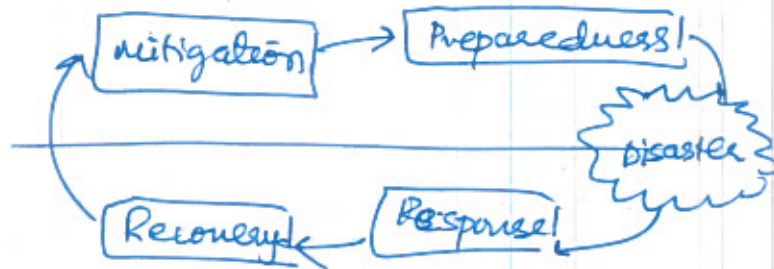 Mitigation
Preparedness
Disaster
Response
Recovery